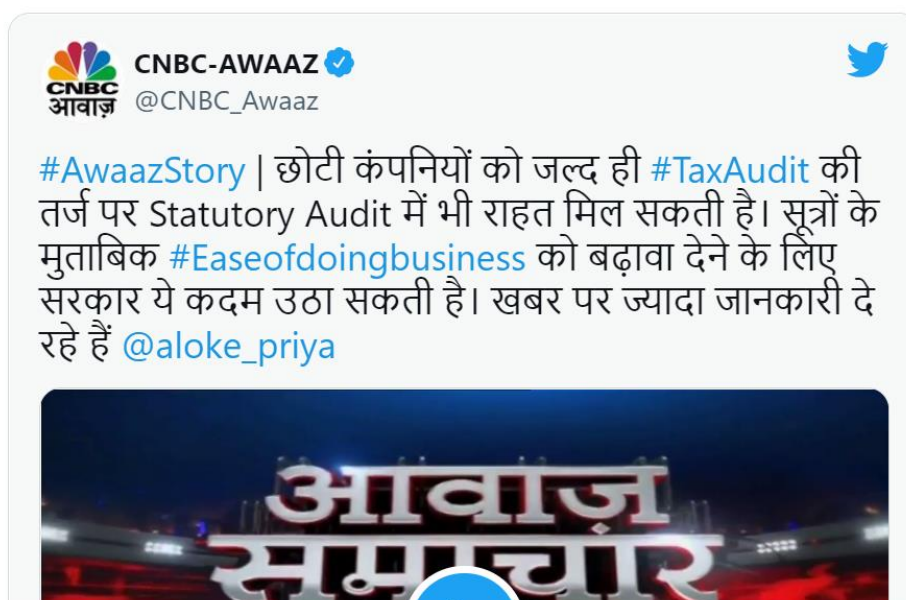 CNBC-AWAAZ
CNBC
आवाज़
@CNBC_Awaaz
#AwaazStory | छोटी कंपनियों को जल्द ही #TaxAudit की
तर्ज पर Statutory Audit में भी राहत मिल सकती है। सूत्रों के
मुताबिक #Easeofdoingbusiness को बढ़ावा देने के लिए
सरकार ये कदम उठा सकती है। खबर पर ज्यादा जानकारी दे
रहे हैं @aloke_priya
आवाज़
समाचार